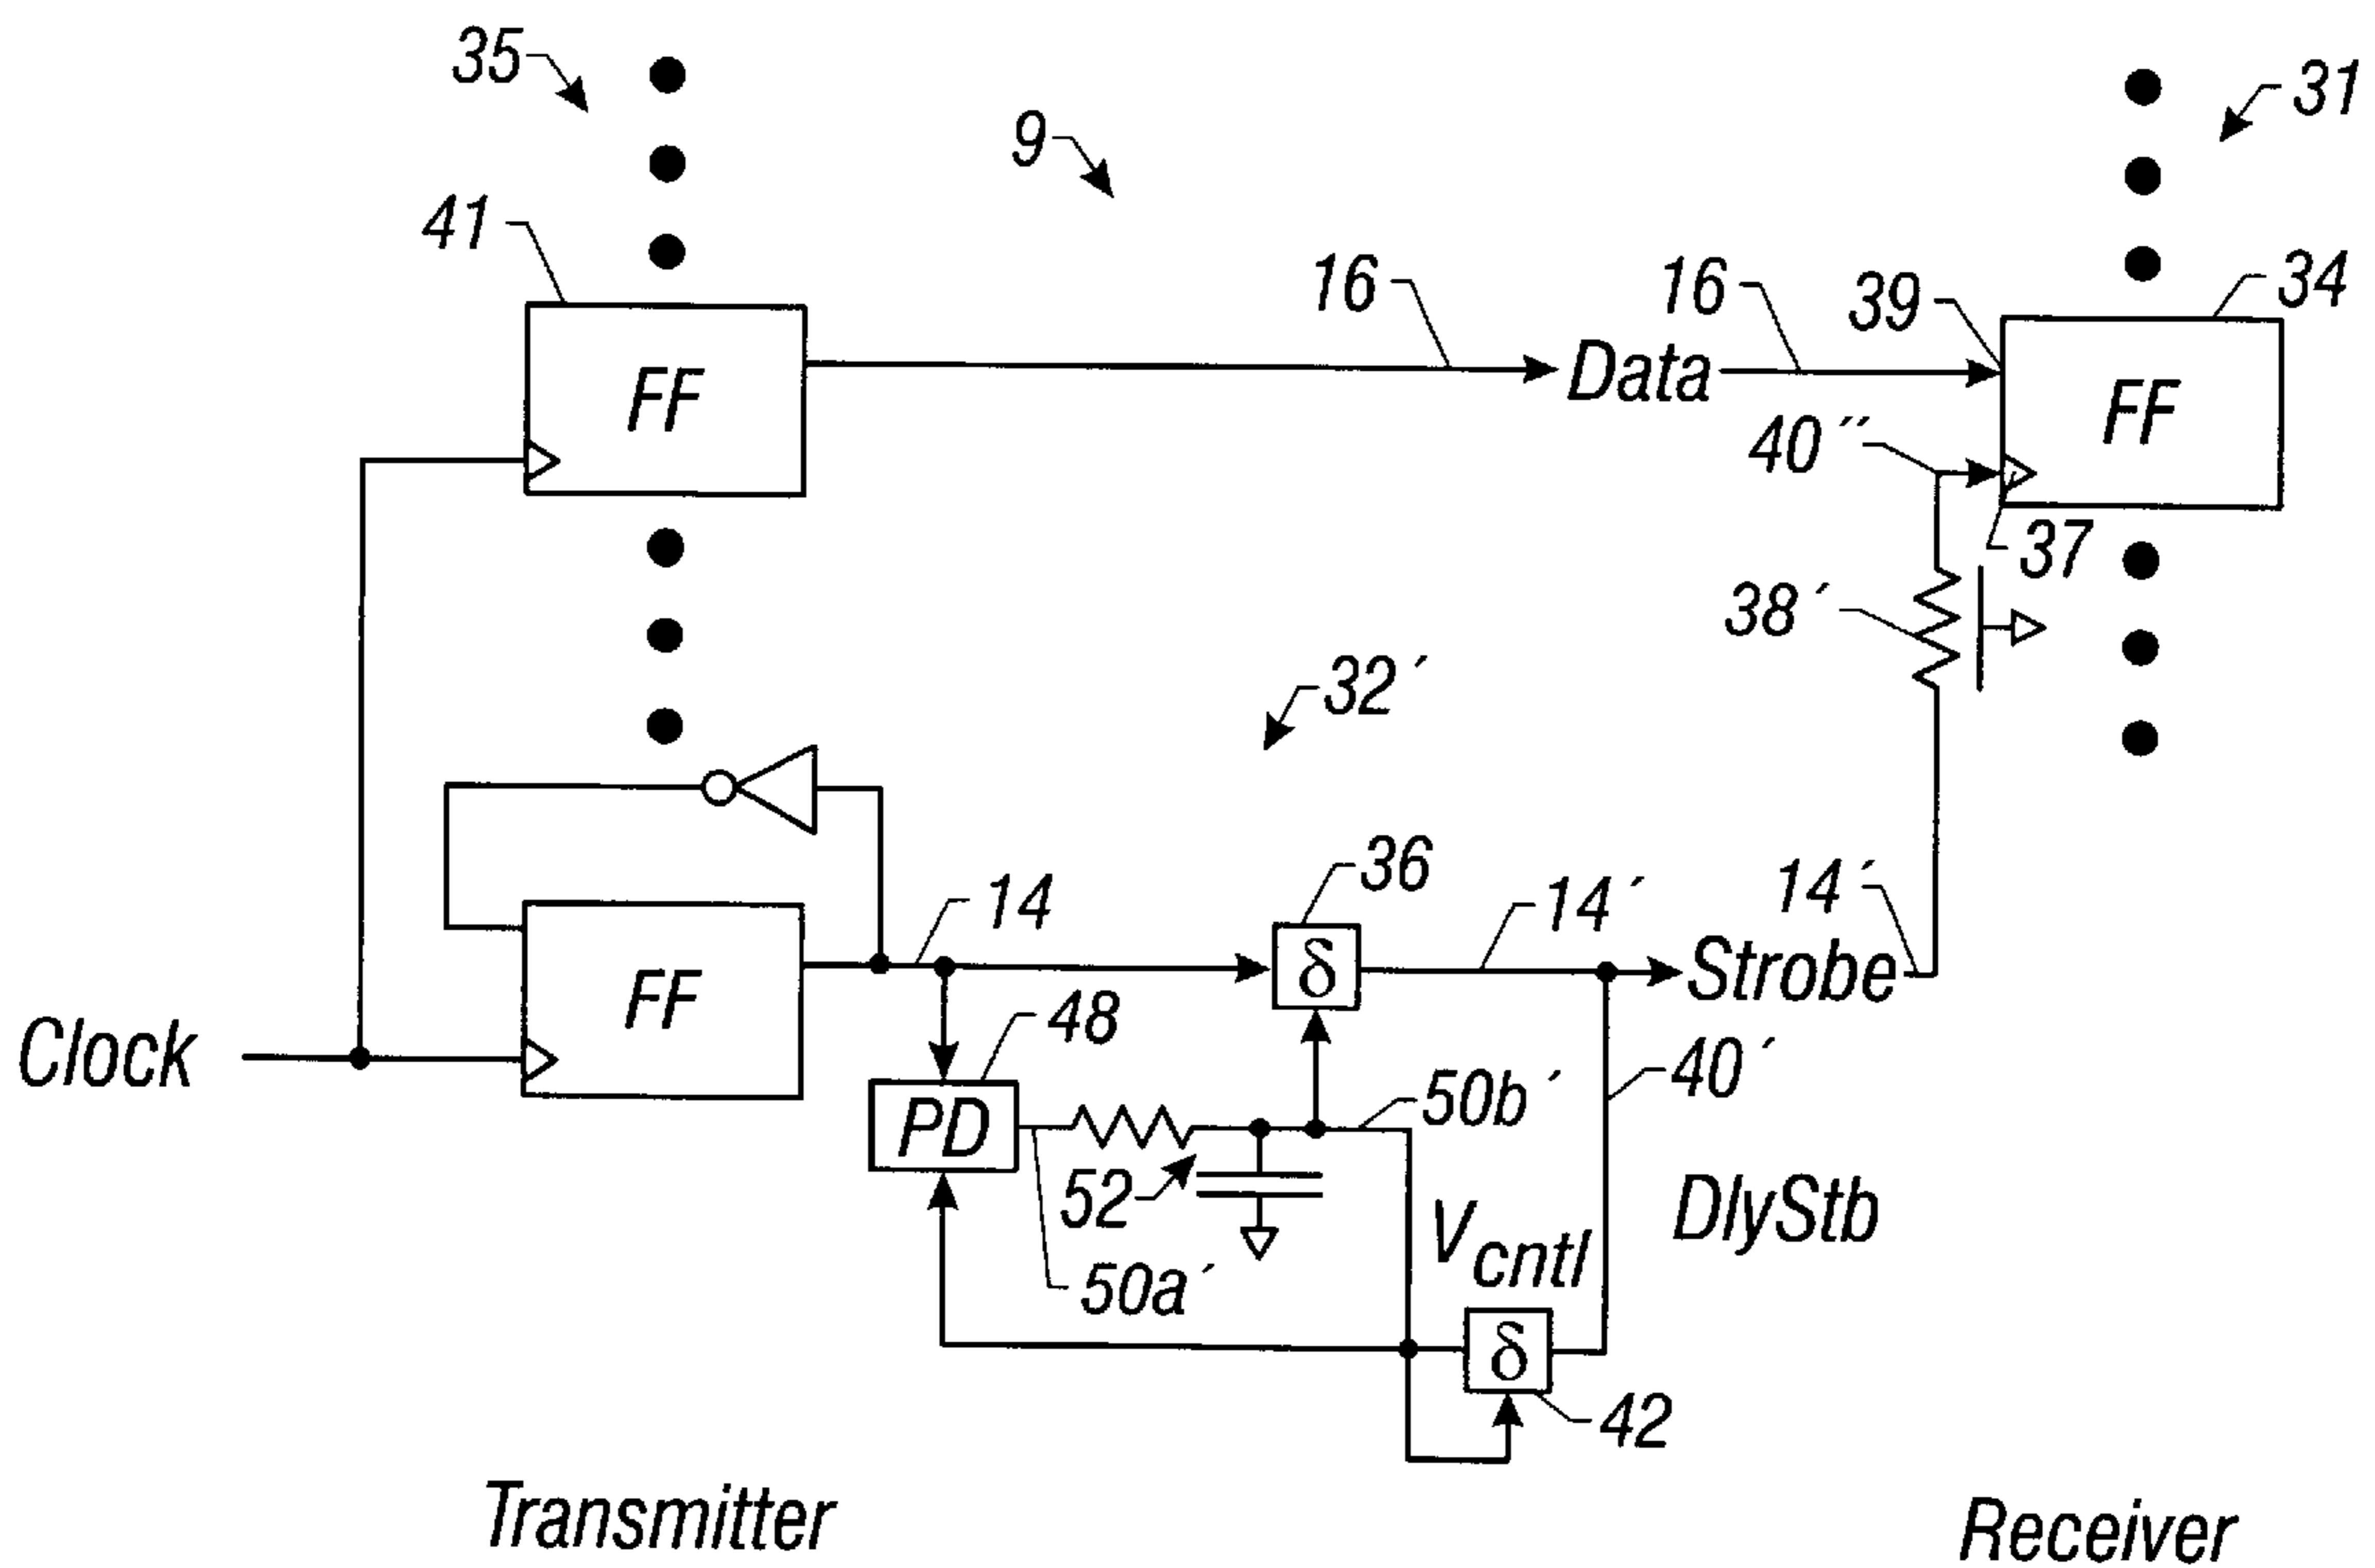 35
9
31
41
16
16
39
34
FF
Data
FF
40´´
37
38´
32´
36
14
14´
14´
FF
δ
Strobe
48
40´
Clock
PD
50b´
52
DlyStb
Vcntl
50a´
δ
42
Transmitter
Receiver